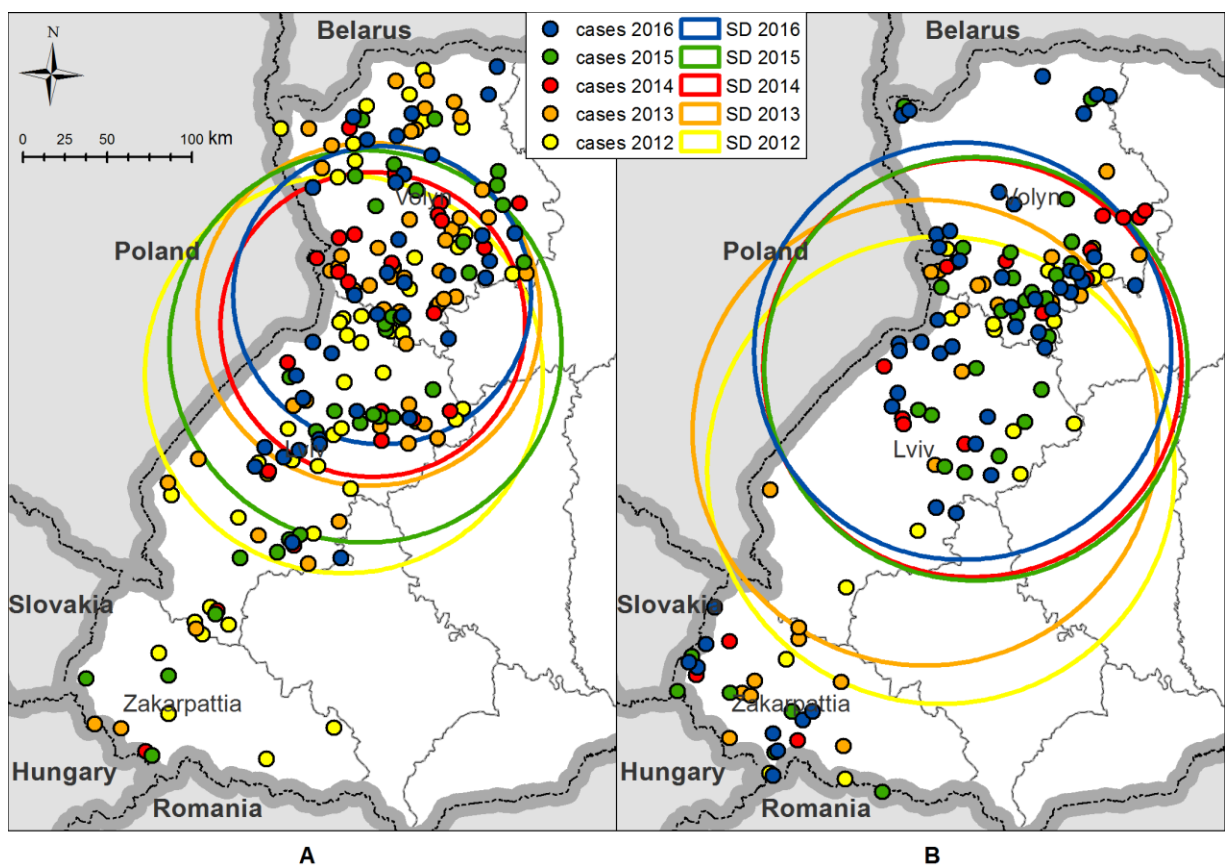 Belarus
Belarus
N
cases 2016 SD 2016
cases 2015 SD 2015
cases 2014 SD 2014
cases 2013 SD 2013
cases 2012 SD 2012
0 25 50 100 km
Volyn
Volyn
Poland
Poland
Lviv
Lviv
Slovakia
Slovakia
Zakarpattia
Zakarpattia
Hungary
Hungary
Romania
Romania
A
B